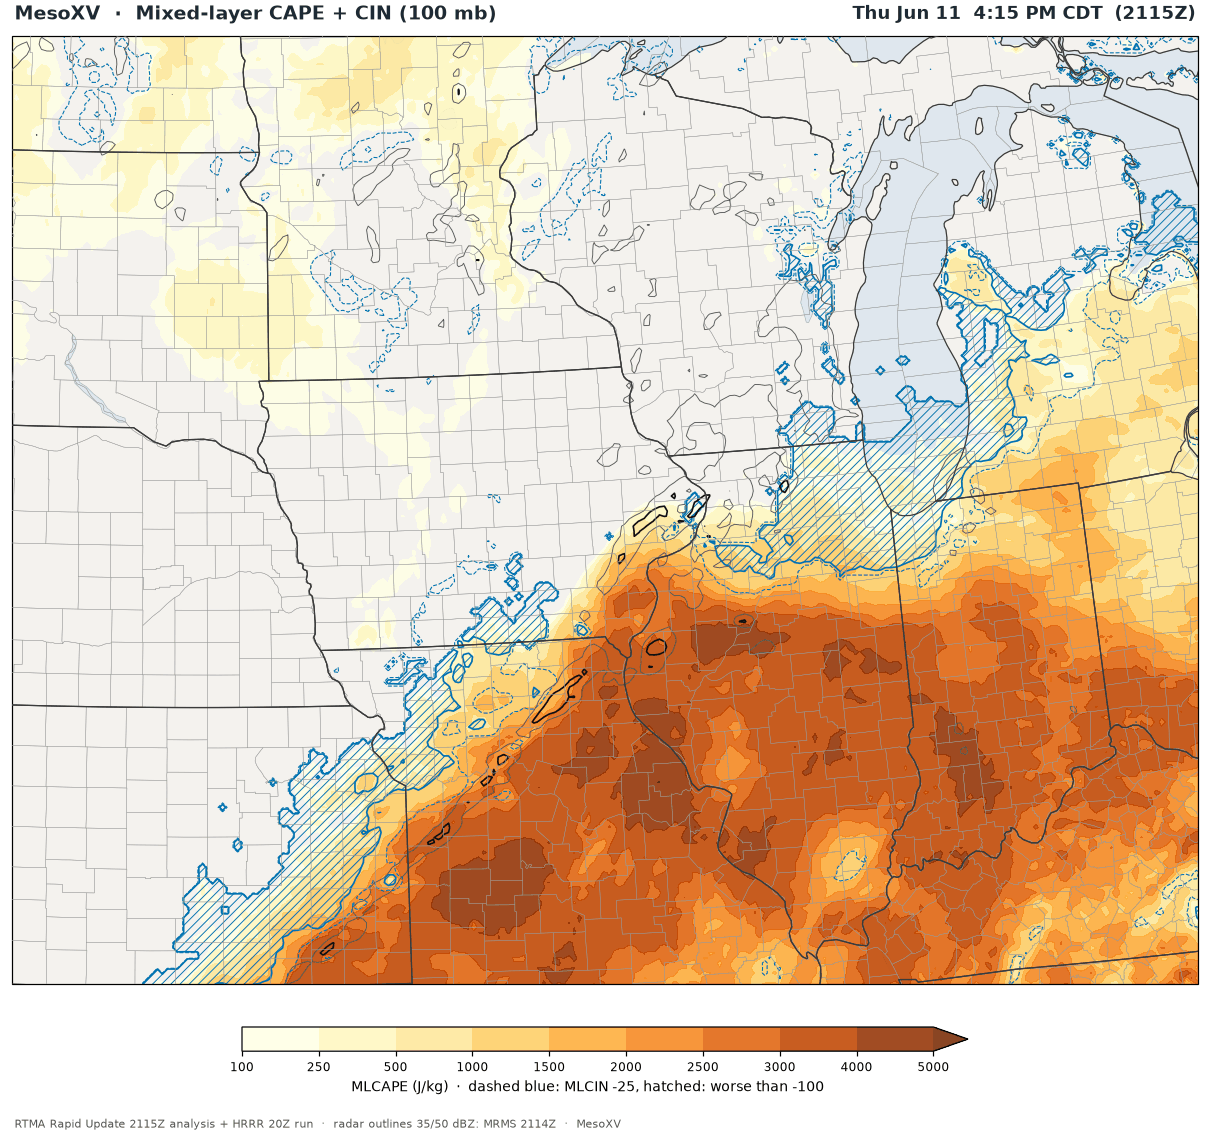 MesoXV · Mixed-layer CAPE + CIN (100 mb)
Thu Jun 11 4:15 PM CDT (2115Z)
100 250 500 1000 1500 2000 2500 3000 4000 5000
MLCAPE (J/kg) · dashed blue: MLCIN -25, hatched: worse than -100
RTMA Rapid Update 2115Z analysis + HRRR 20Z run · radar outlines 35/50 dBZ: MRMS 2114Z · MesoXV